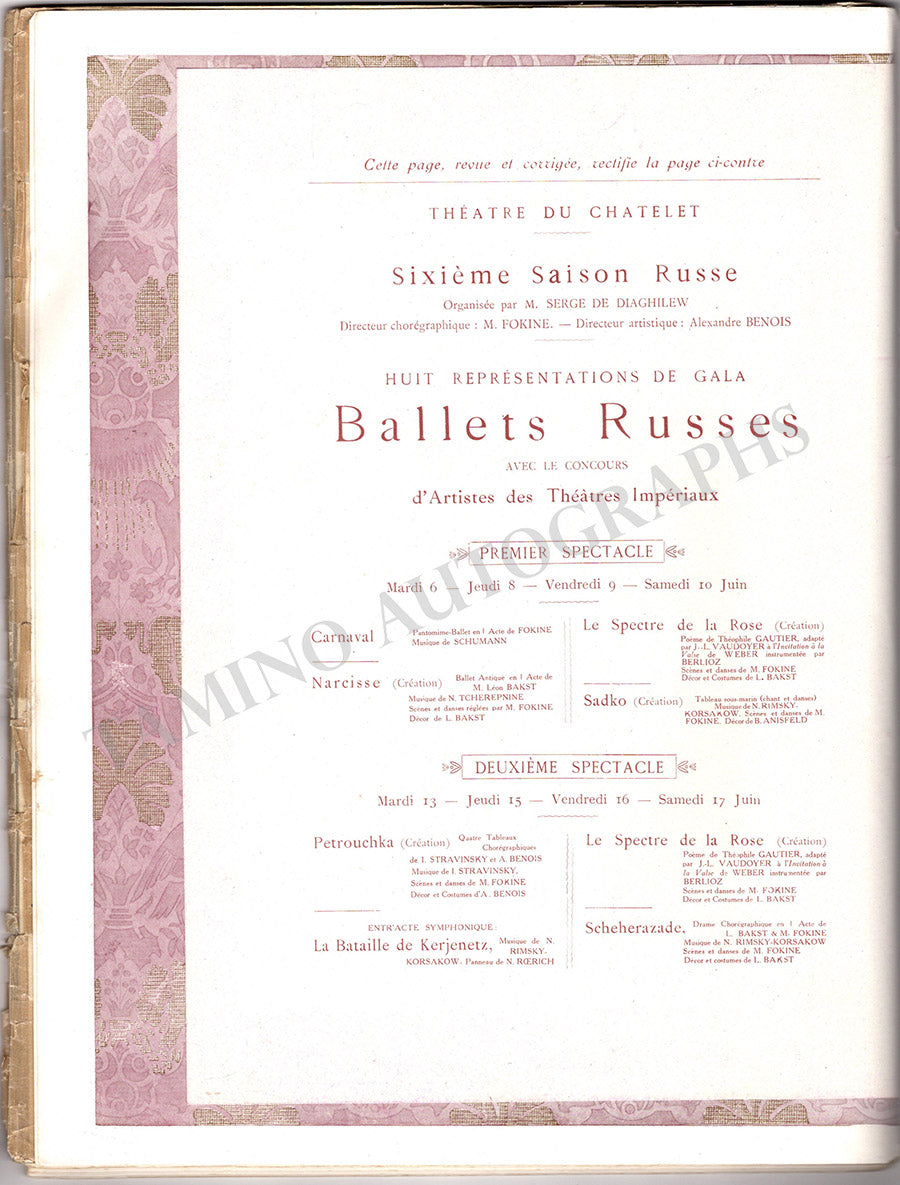 Cette page, revue et corrigée, rectifie la page ci-contre
THÉATRE DU CHATELET
Sixième Saison Russe
Organisée par M. SERGE DE DIAGHILEW
Directeur chorégraphique : M. FOKINE. — Directeur artistique : Alexandre BENOIS
HUIT REPRÉSENTATIONS DE GALA
Ballets Russes
AVEC LE CONCOURS
d'Artistes des Théâtres Impériaux
PREMIER SPECTACLE
Mardi 6 — Jeudi 8 — Vendredi 9 — Samedi 10 Juin
Carnaval Pantomime-Ballet en 1 Acte de FOKINE
Musique de SCHUMANN
Narcisse (Création) Ballet Antique en 1 Acte de
M. Léon BAKST
Musique de N. TCHEREPNINE
Scènes et danses réglées par M. FOKINE
Décor de L. BAKST
Le Spectre de la Rose (Création)
Poème de Théophile GAUTIER, adapté
par J.-L. VAUDOYER à l'Incitation à la
Valse de WEBER instrumentée par
BERLIOZ
Scènes et danses de M. FOKINE
Décor et Costumes de L. BAKST
Sadko (Création) Tableau sous-marin (chant et danses)
Musique de N. RIMSKY-
KORSAKOW, Scènes et danses de M.
FOKINE. Décor de B. ANISFELD
DEUXIÈME SPECTACLE
Mardi 13 — Jeudi 15 — Vendredi 16 — Samedi 17 Juin
Petrouchka (Création) Quatre Tableaux
Chorégraphiques
de I. STRAVINSKY et A. BENOIS
Musique de I. STRAVINSKY,
Scènes et danses de M. FOKINE
Décor et Costumes d'A. BENOIS
ENTR'ACTE SYMPHONIQUE :
La Bataille de Kerjenetz, Musique de N.
RIMSKY-
KORSAKOW. Panneau de N. RŒRICH
Le Spectre de la Rose (Création)
Poème de Théophile GAUTIER, adapté
par J.-L. VAUDOYER à l'Incitation à
la Valse de WEBER instrumentée par
BERLIOZ
Scènes et danses de M. FOKINE
Décor et Costumes de L. BAKST
Scheherazade, Drame Chorégraphique en 1 Acte de
L. BAKST & M. FOKINE
Musique de N. RIMSKY-KORSAKOW
Scènes et danses de M. FOKINE
Décor et costumes de L. BAKST
TAMINO AUTOGRAPHS